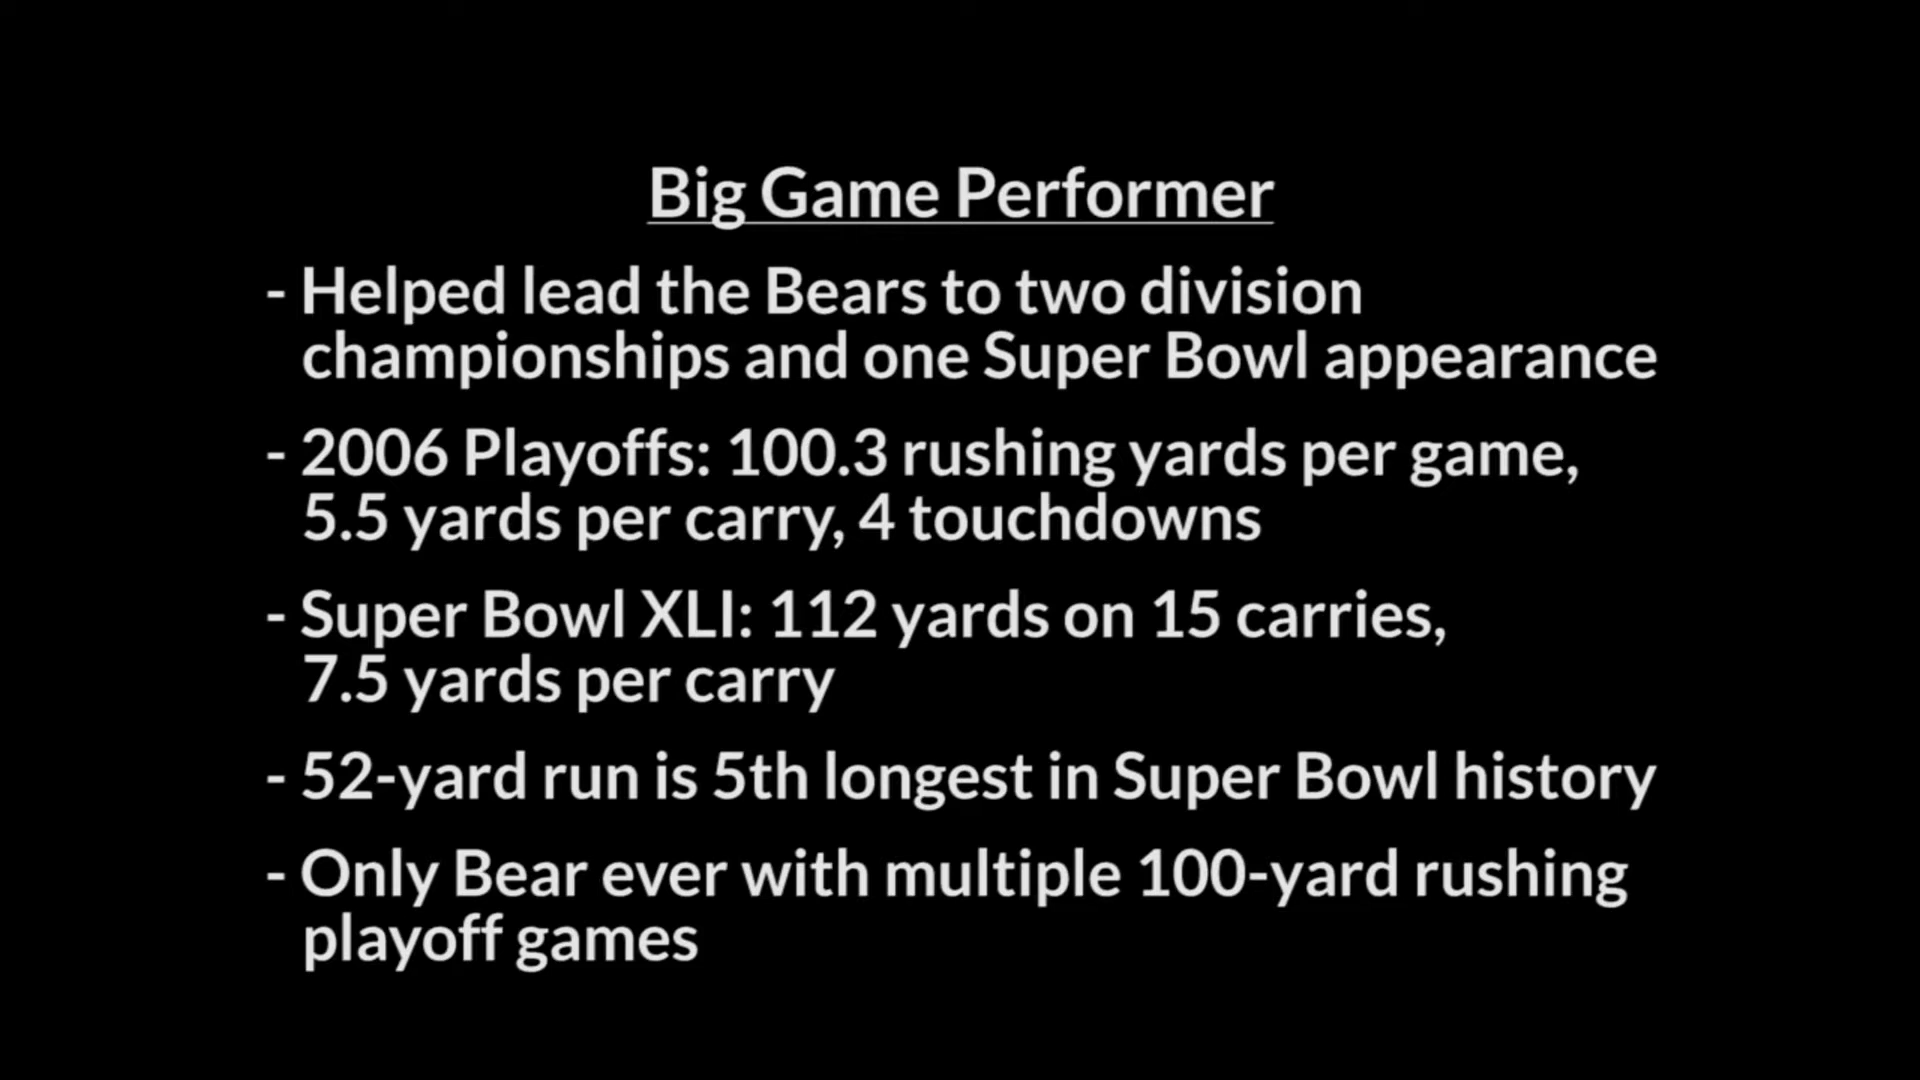 Big Game Performer
- Helped lead the Bears to two division
championships and one Super Bowl appearance
- 2006 Playoffs: 100.3 rushing yards per game,
5.5 yards per carry, 4 touchdowns
- Super Bowl XLI: 112 yards on 15 carries,
7.5 yards per carry
- 52-yard run is 5th longest in Super Bowl history
- Only Bear ever with multiple 100-yard rushing
playoff games